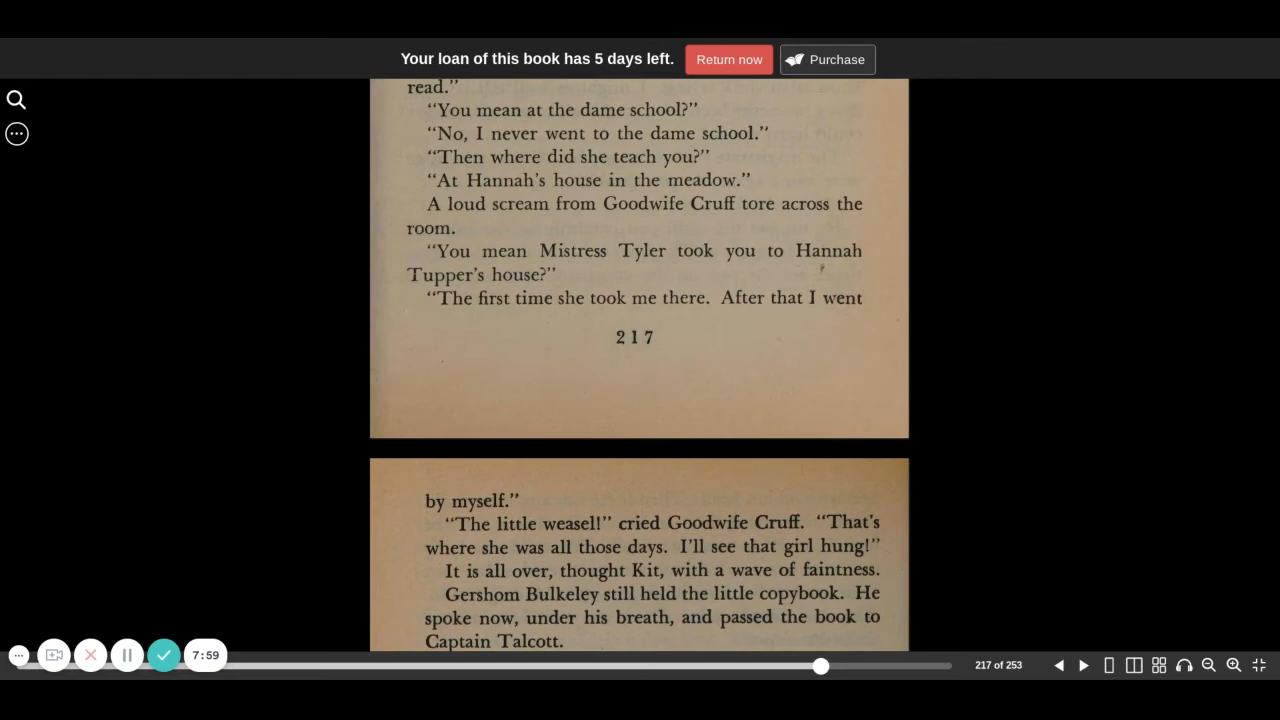 Your loan of this book has 5 days left. Return now Purchase
read."
"You mean at the dame school?"
"No, I never went to the dame school."
"Then where did she teach you?"
"At Hannah's house in the meadow."
A loud scream from Goodwife Cruff tore across the
room.
"You mean Mistress Tyler took you to Hannah
Tupper's house?"
"The first time she took me there. After that I went
217
by myself."
"The little weasel!" cried Goodwife Cruff. "That's
where she was all those days. I'll see that girl hung!"
It is all over, thought Kit, with a wave of faintness.
Gershom Bulkeley still held the little copybook. He
spoke now, under his breath, and passed the book to
Captain Talcott.
7:59
217 of 253